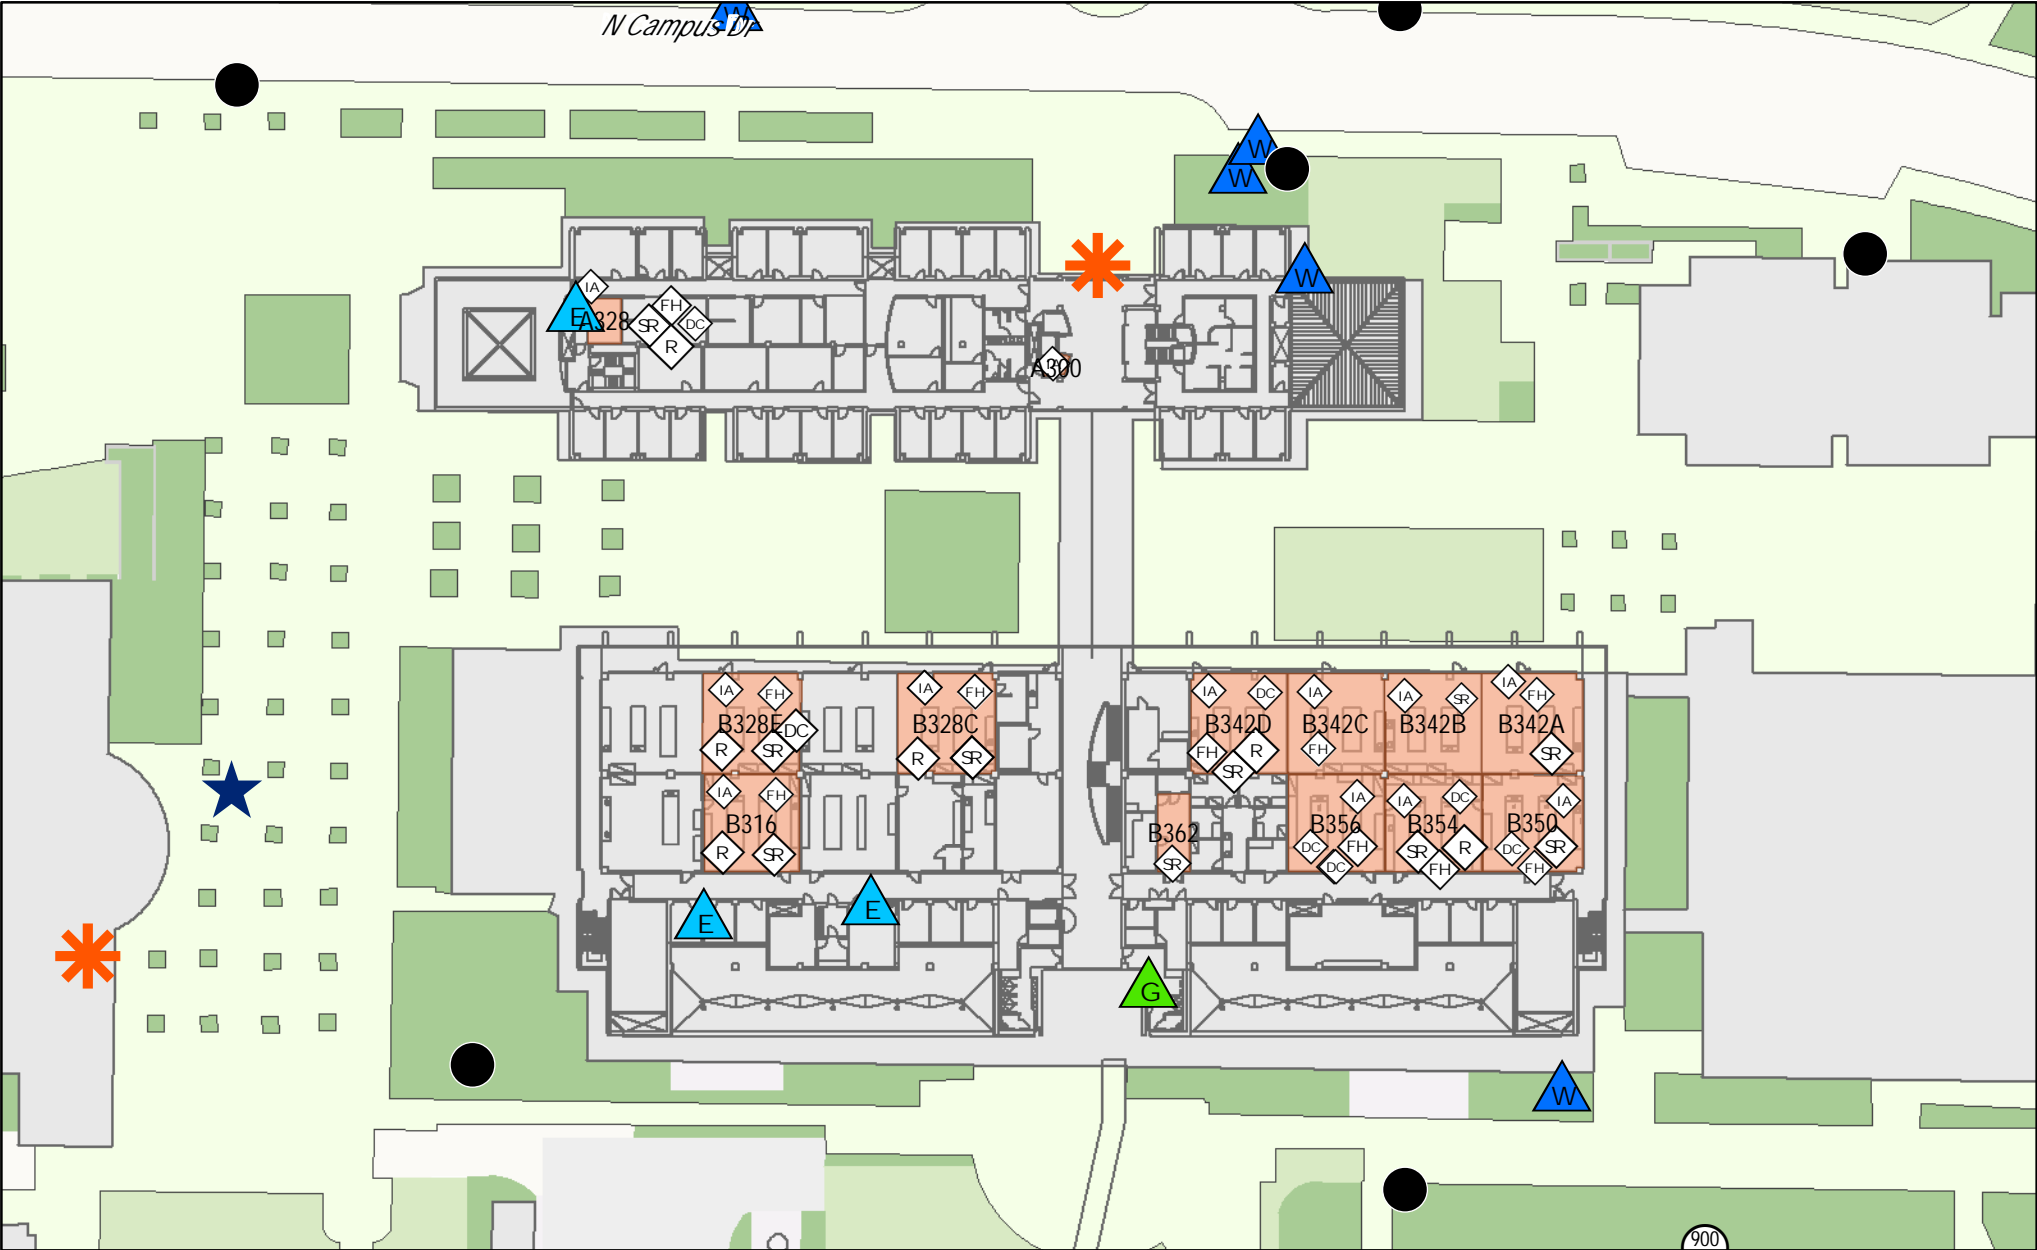 W
N Campus Dr
W
W
W
IA
E
A328
FH
SR
DC
R
A300
IA
FH
B328E
DC
R
SR
IA
FH
B328C
R
SR
IA
DC
B342D
FH
R
SR
IA
B342C
FH
IA
SR
B342B
IA
FH
B342A
SR
IA
FH
B316
R
SR
B362
SR
IA
B356
DC
FH
DC
IA
DC
B354
SR
R
FH
IA
B350
DC
SR
FH
E
E
G
W
900